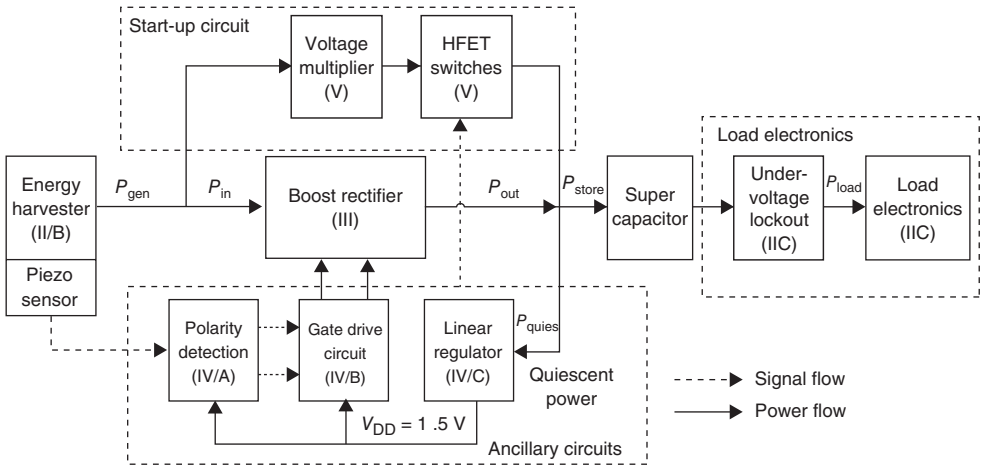 Start-up circuit
Voltage
multiplier
(V)
HFET
switches
(V)
Load electronics
Energy
harvester
(II/B)
Piezo
sensor
P_gen
P_in
Boost rectifier
(III)
P_out
P_store
Super
capacitor
Under-
voltage
lockout
(IIC)
P_load
Load
electronics
(IIC)
Polarity
detection
(IV/A)
Gate drive
circuit
(IV/B)
Linear
regulator
(IV/C)
P_quies
Quiescent
power
V_DD = 1 .5 V
Ancillary circuits
Signal flow
Power flow